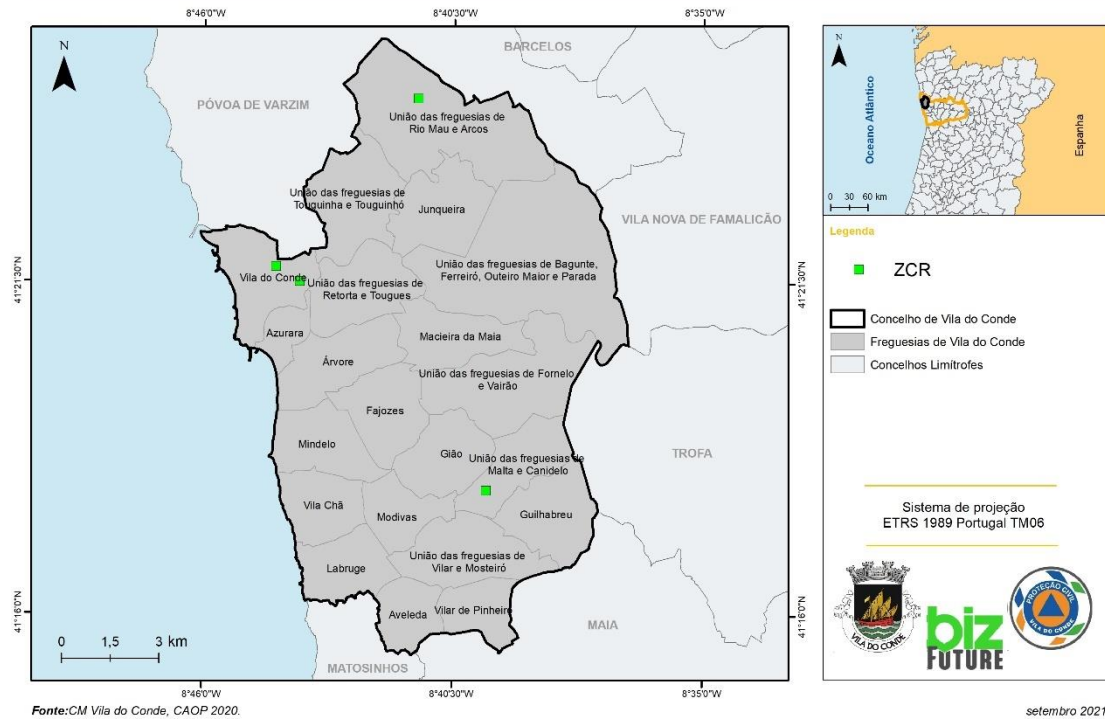 8°46'0"W 8°40'30"W 8°35'0"W
N
BARCELOS
PÓVOA DE VARZIM
União das freguesias de
Rio Mau e Arcos
União das freguesias de
Touguinha e Touguinhó
Junqueira
VILA NOVA DE FAMALICÃO
União das freguesias de Bagunte,
Ferreiró, Outeiro Maior e Parada
Vila do Conde
União das freguesias de
Retorta e Tougues
41°21'30"N
41°21'30"N
Azurara
Macieira da Maia
Árvore
União das freguesias de Fornelo
e Vairão
Fajozes
Mindelo
Gião
União das freguesias de
Malta e Canidelo
TROFA
Vila Chã
Modivas
Guilhabreu
União das freguesias de
Vilar e Mosteiró
Labruge
Aveleda
Vilar de Pinheiro
41°16'0"N
41°16'0"N
MAIA
MATOSINHOS
0 1,5 3 km
8°46'0"W 8°40'30"W 8°35'0"W
Fonte:CM Vila do Conde, CAOP 2020.
N
Oceano Atlântico
Espanha
0 30 60 km
Legenda
ZCR
Concelho de Vila do Conde
Freguesias de Vila do Conde
Concelhos Limítrofes
Sistema de projeção
ETRS 1989 Portugal TM06
VILA DO CONDE
biz
FUTURE
PROTEÇÃO CIVIL
VILA DO CONDE
setembro 2021